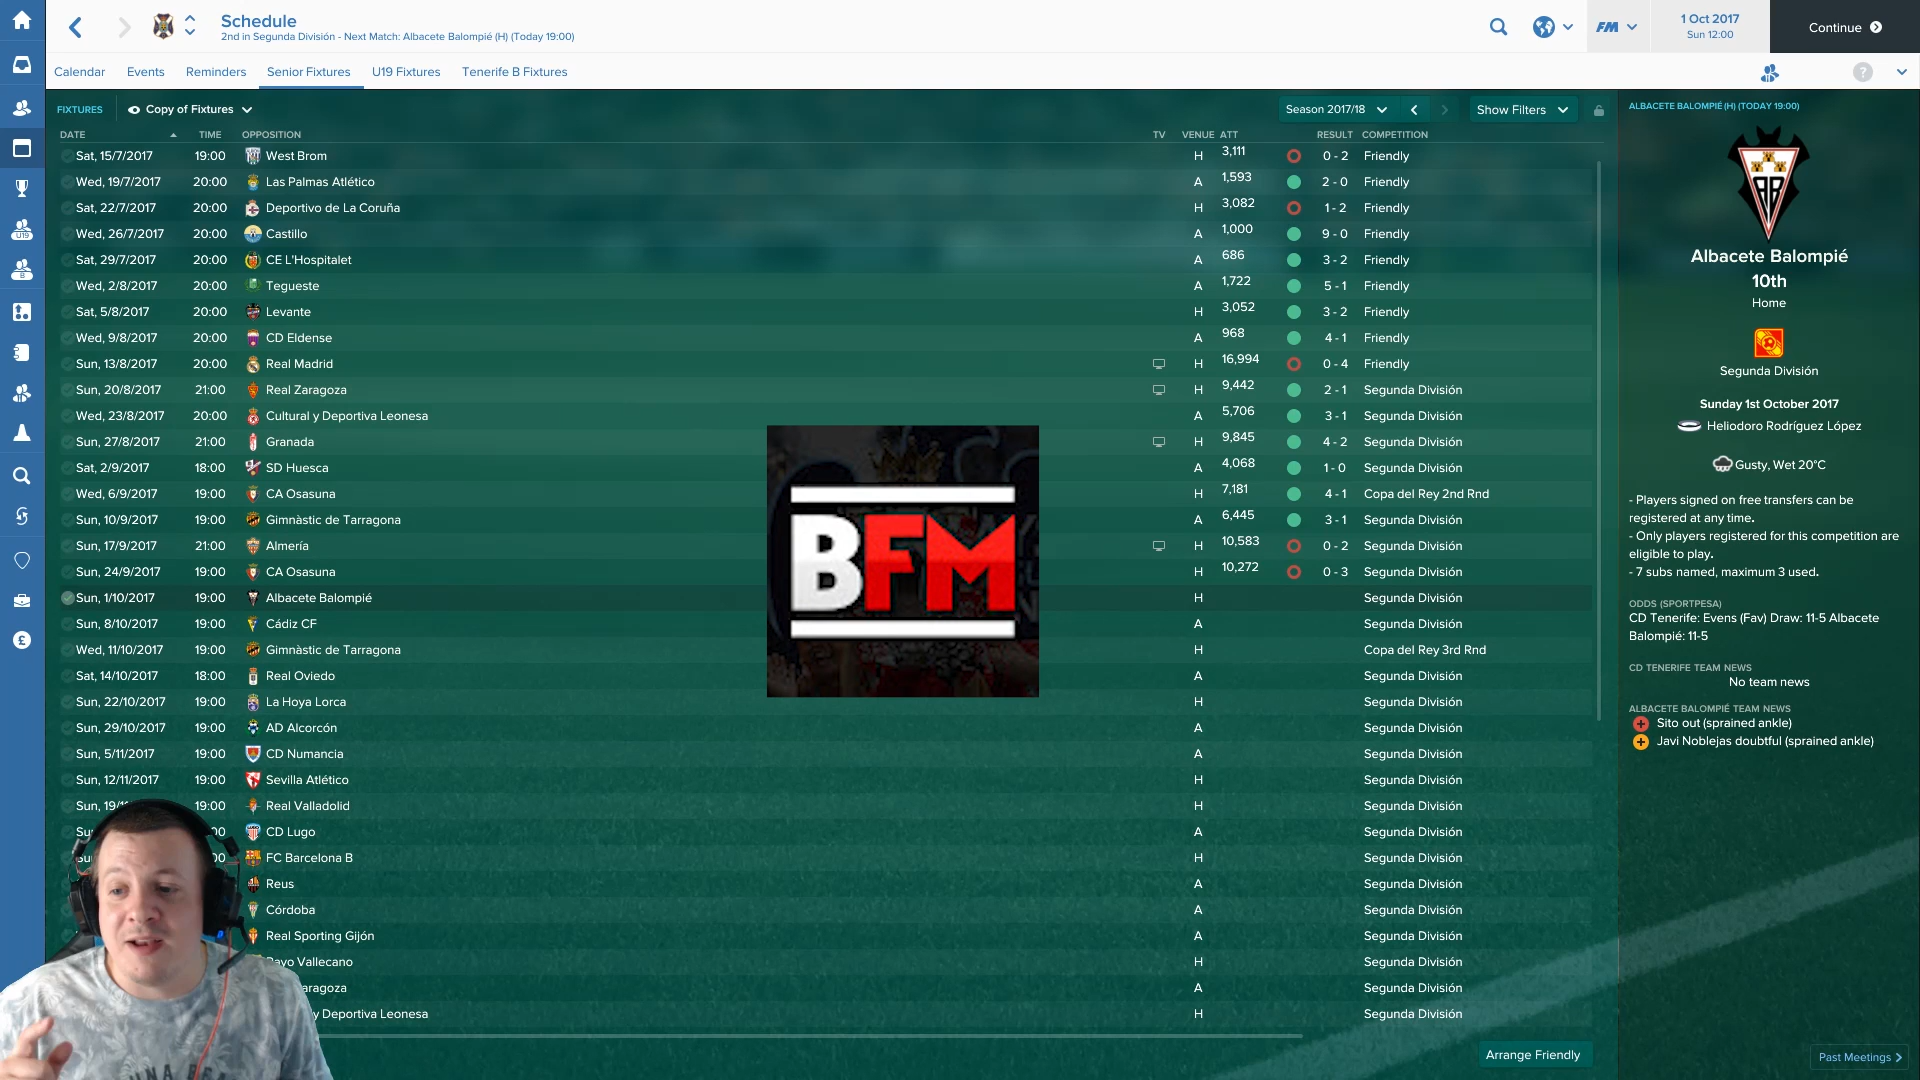 Schedule
2nd in Segunda División - Next Match: Albacete Balompié (H) (Today 19:00)
FM
1 Oct 2017
Sun 12:00
Continue
Calendar Events Reminders Senior Fixtures U19 Fixtures Tenerife B Fixtures
?
FIXTURES Copy of Fixtures Season 2017/18 Show Filters
DATE TIME OPPOSITION TV VENUE ATT RESULT COMPETITION
Sat, 15/7/2017 19:00 West Brom H 3,111 0 - 2 Friendly
Wed, 19/7/2017 20:00 Las Palmas Atlético A 1,593 2 - 0 Friendly
Sat, 22/7/2017 20:00 Deportivo de La Coruña H 3,082 1 - 2 Friendly
Wed, 26/7/2017 20:00 Castillo A 1,000 9 - 0 Friendly
Sat, 29/7/2017 20:00 CE L'Hospitalet A 686 3 - 2 Friendly
Wed, 2/8/2017 20:00 Tegueste A 1,722 5 - 1 Friendly
Sat, 5/8/2017 20:00 Levante H 3,052 3 - 2 Friendly
Wed, 9/8/2017 20:00 CD Eldense A 968 4 - 1 Friendly
Sun, 13/8/2017 20:00 Real Madrid H 16,994 0 - 4 Friendly
Sun, 20/8/2017 21:00 Real Zaragoza H 9,442 2 - 1 Segunda División
Wed, 23/8/2017 20:00 Cultural y Deportiva Leonesa A 5,706 3 - 1 Segunda División
Sun, 27/8/2017 21:00 Granada H 9,845 4 - 2 Segunda División
Sat, 2/9/2017 18:00 SD Huesca A 4,068 1 - 0 Segunda División
Wed, 6/9/2017 19:00 CA Osasuna H 7,181 4 - 1 Copa del Rey 2nd Rnd
Sun, 10/9/2017 19:00 Gimnàstic de Tarragona A 6,445 3 - 1 Segunda División
Sun, 17/9/2017 21:00 Almería H 10,583 0 - 2 Segunda División
Sun, 24/9/2017 19:00 CA Osasuna H 10,272 0 - 3 Segunda División
Sun, 1/10/2017 19:00 Albacete Balompié H Segunda División
Sun, 8/10/2017 19:00 Cádiz CF A Segunda División
Wed, 11/10/2017 19:00 Gimnàstic de Tarragona H Copa del Rey 3rd Rnd
Sat, 14/10/2017 18:00 Real Oviedo A Segunda División
Sun, 22/10/2017 19:00 La Hoya Lorca H Segunda División
Sun, 29/10/2017 19:00 AD Alcorcón A Segunda División
Sun, 5/11/2017 19:00 CD Numancia A Segunda División
Sun, 12/11/2017 19:00 Sevilla Atlético H Segunda División
Sun, 19/ 19:00 Real Valladolid H Segunda División
CD Lugo A Segunda División
FC Barcelona B H Segunda División
Reus A Segunda División
Córdoba A Segunda División
Real Sporting Gijón A Segunda División
Vallecano H Segunda División
aragoza A Segunda División
y Deportiva Leonesa H Segunda División
Arrange Friendly
BFM
ALBACETE BALOMPIÉ (H) (TODAY 19:00)
Albacete Balompié
10th
Home
Segunda División
Sunday 1st October 2017
Heliodoro Rodríguez López
Gusty, Wet 20°C
- Players signed on free transfers can be
registered at any time.
- Only players registered for this competition are
eligible to play.
- 7 subs named, maximum 3 used.
ODDS (SPORTPESA)
CD Tenerife: Evens (Fav) Draw: 11-5 Albacete
Balompié: 11-5
CD TENERIFE TEAM NEWS
No team news
ALBACETE BALOMPIÉ TEAM NEWS
Sito out (sprained ankle)
Javi Noblejas doubtful (sprained ankle)
Past Meetings